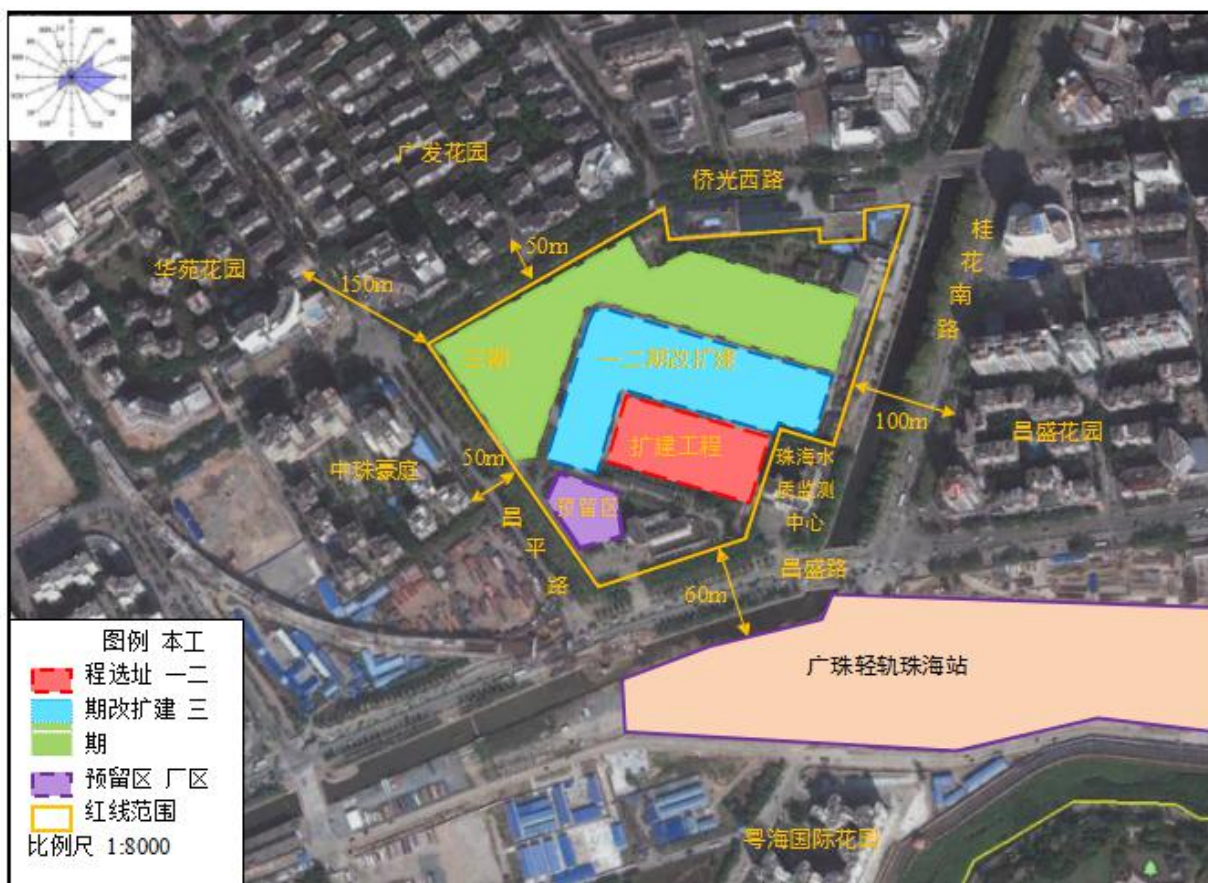 广发花园
侨光西路
50m
华苑花园
150m
桂
花
南
路
三期
一二期改扩建
100m
昌盛花园
扩建工程
珠海水
质监测
中心
中珠豪庭
50m
预留区
昌
平
路
昌盛路
60m
广珠轻轨珠海站
粤海国际花园
图例 本工
程选址 一二
期改扩建 三
期
预留区 厂区
红线范围
比例尺 1:8000